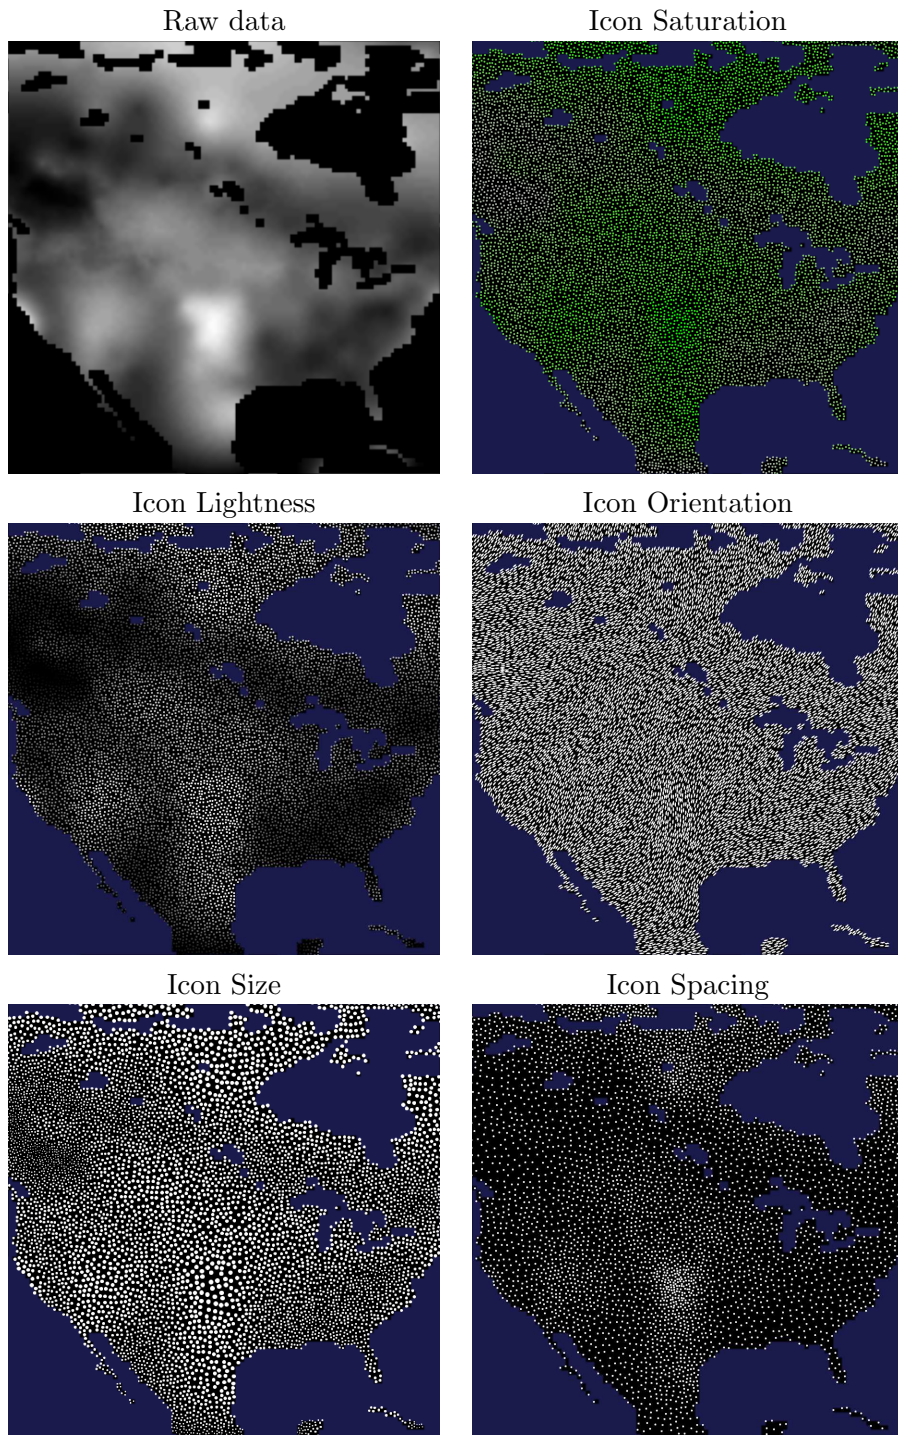 Raw data
Icon Saturation
Icon Lightness
Icon Orientation
Icon Size
Icon Spacing